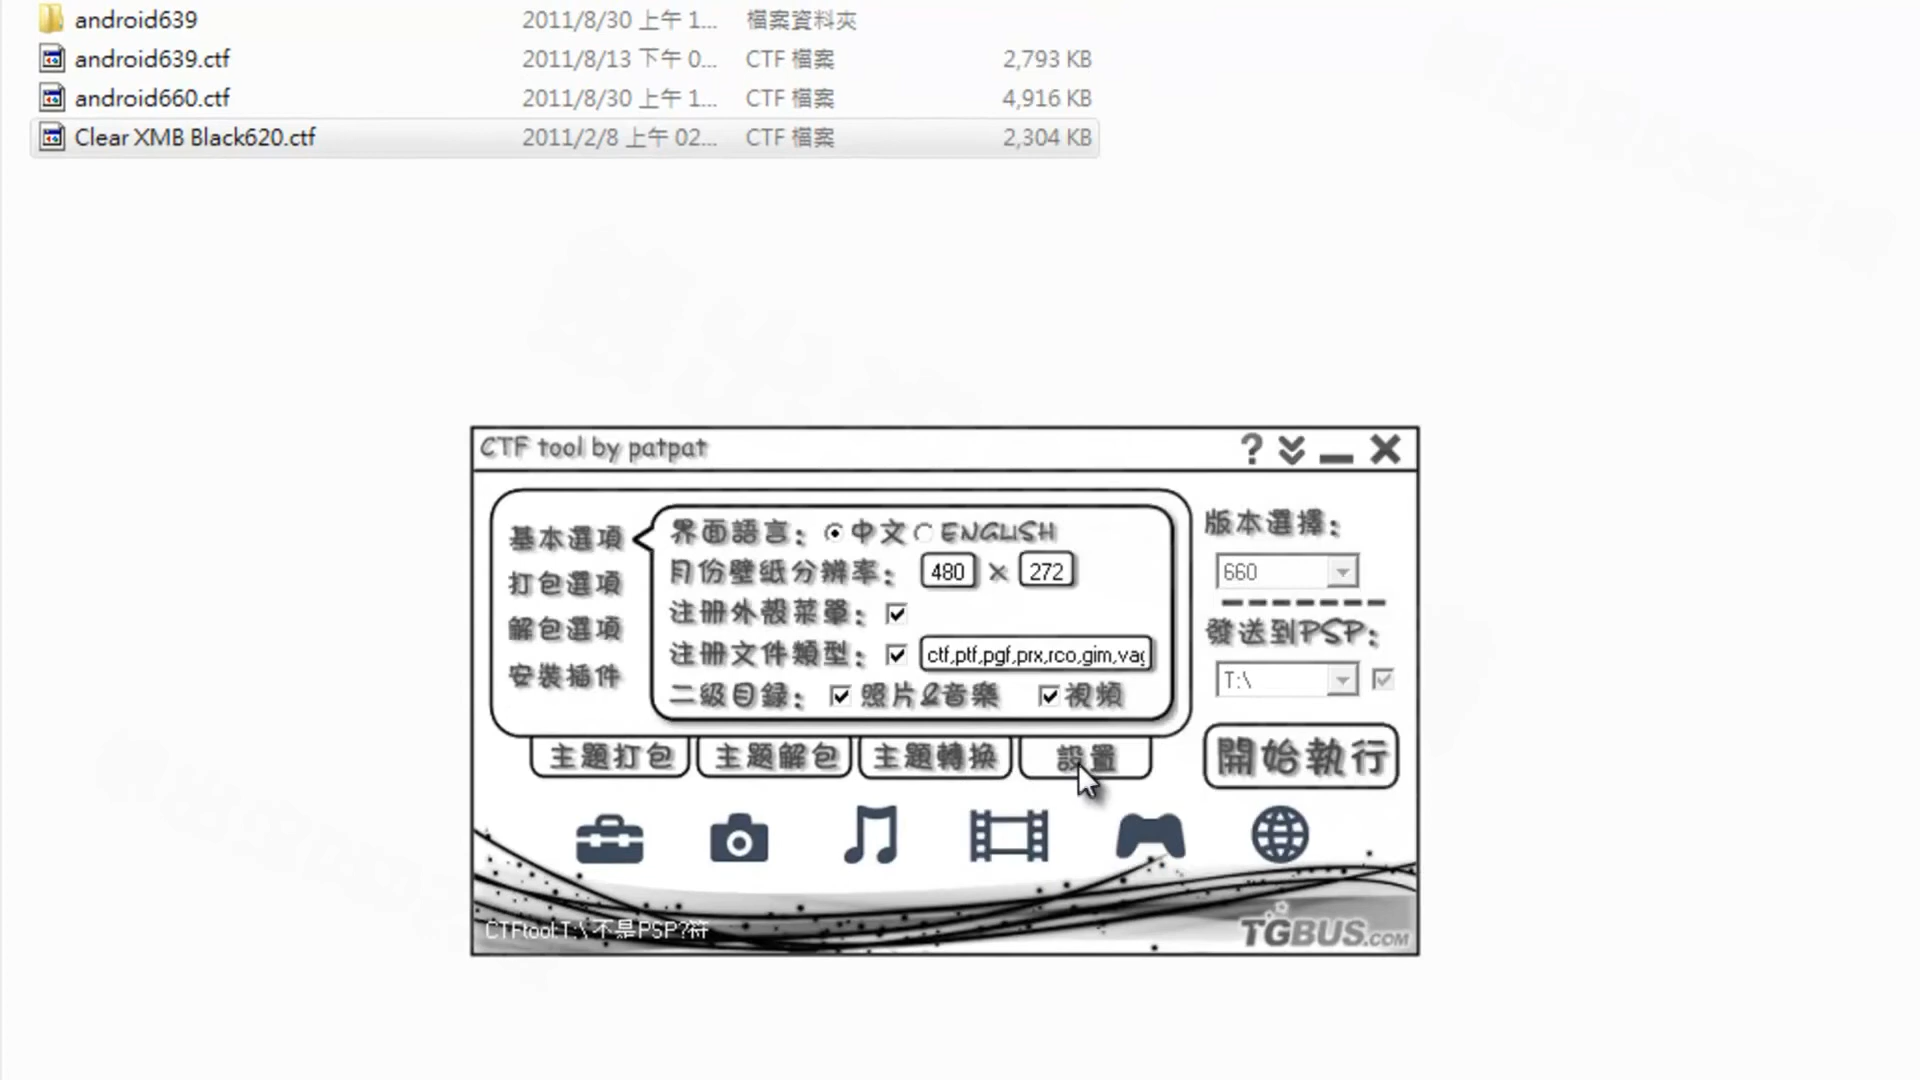 android639 2011/8/30 上午 1... 檔案資料夾
android639.ctf 2011/8/13 下午 0... CTF 檔案 2,793 KB
android660.ctf 2011/8/30 上午 1... CTF 檔案 4,916 KB
Clear XMB Black620.ctf 2011/2/8 上午 02... CTF 檔案 2,304 KB
CTF tool by patpat
基本選項
打包選項
解包選項
安裝插件
界面語言： 中文 ENGLISH
月份壁紙分辨率： 480 × 272
注冊外殼菜單：
注冊文件類型： ctf,ptf,pgf,prx,rco,gim,vag
二級目録： 照片&音樂 視頻
版本選擇：
660
發送到PSP：
T:\
主題打包 主題解包 主題轉換 設置
開始執行
CTFtool:T:\ 不是PSP?符
TGBUS.COM